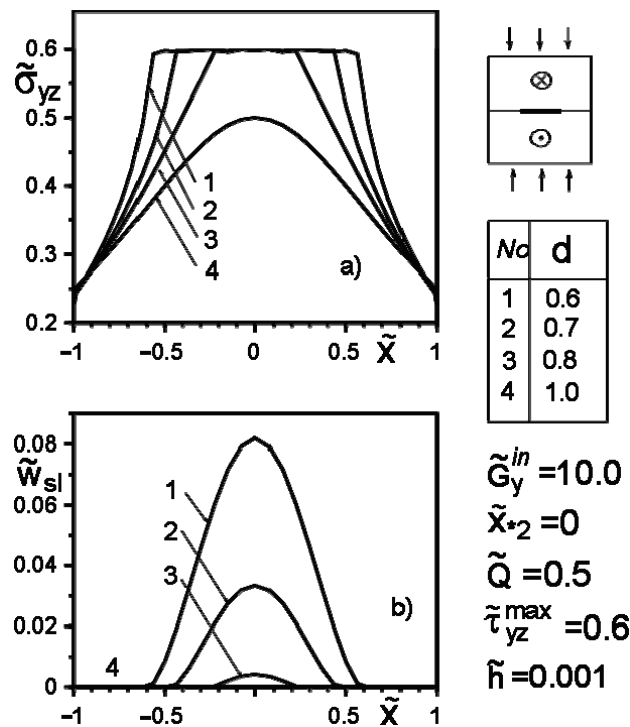 0.6
σ̃yz
0.5
0.4
0.3
0.2
1
2
3
4
a)
−1 −0.5 0 0.5 1
x̃
0.08
w̃sl
0.06
0.04
0.02
0
1
2
3
4
b)
−1 −0.5 0 0.5 1
x̃
No d
1 0.6
2 0.7
3 0.8
4 1.0
G̃y^in =10.0
x̃*2 =0
Q̃ =0.5
τ̃yz^max =0.6
h̃ =0.001